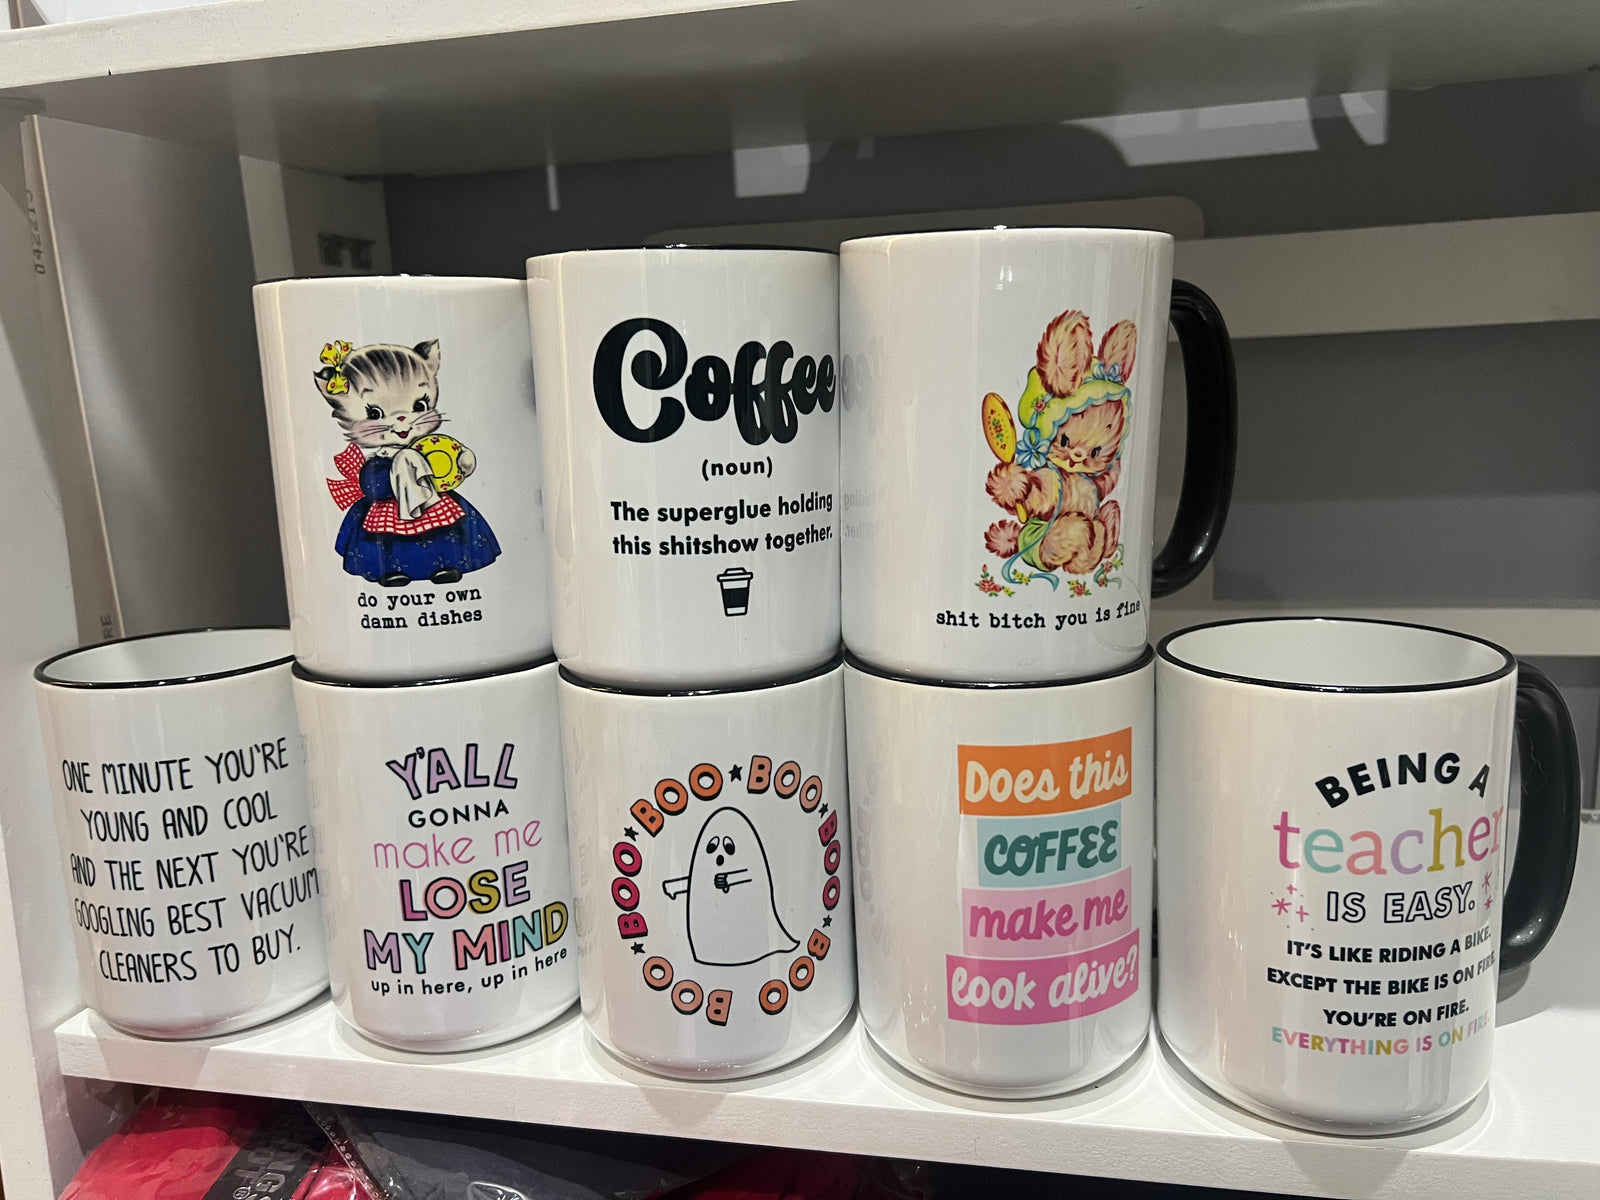 do your own
damn dishes
Coffee
(noun)
The superglue holding
this shitshow together.
shit bitch you is fine
ONE MINUTE YOU'RE
YOUNG AND COOL
AND THE NEXT YOU'RE
GOOGLING BEST VACUUM
CLEANERS TO BUY.
Y'ALL
GONNA
make me
LOSE
MY MIND
up in here, up in here
BOO ★ BOO ★ BOO ★ BOO ★ BOO BOO ★ BOO ★
Does this
COFFEE
make me
look alive?
BEING A
teacher
IS EASY.
IT'S LIKE RIDING A BIKE.
EXCEPT THE BIKE IS ON FIRE.
YOU'RE ON FIRE.
EVERYTHING IS ON FIRE.
04221